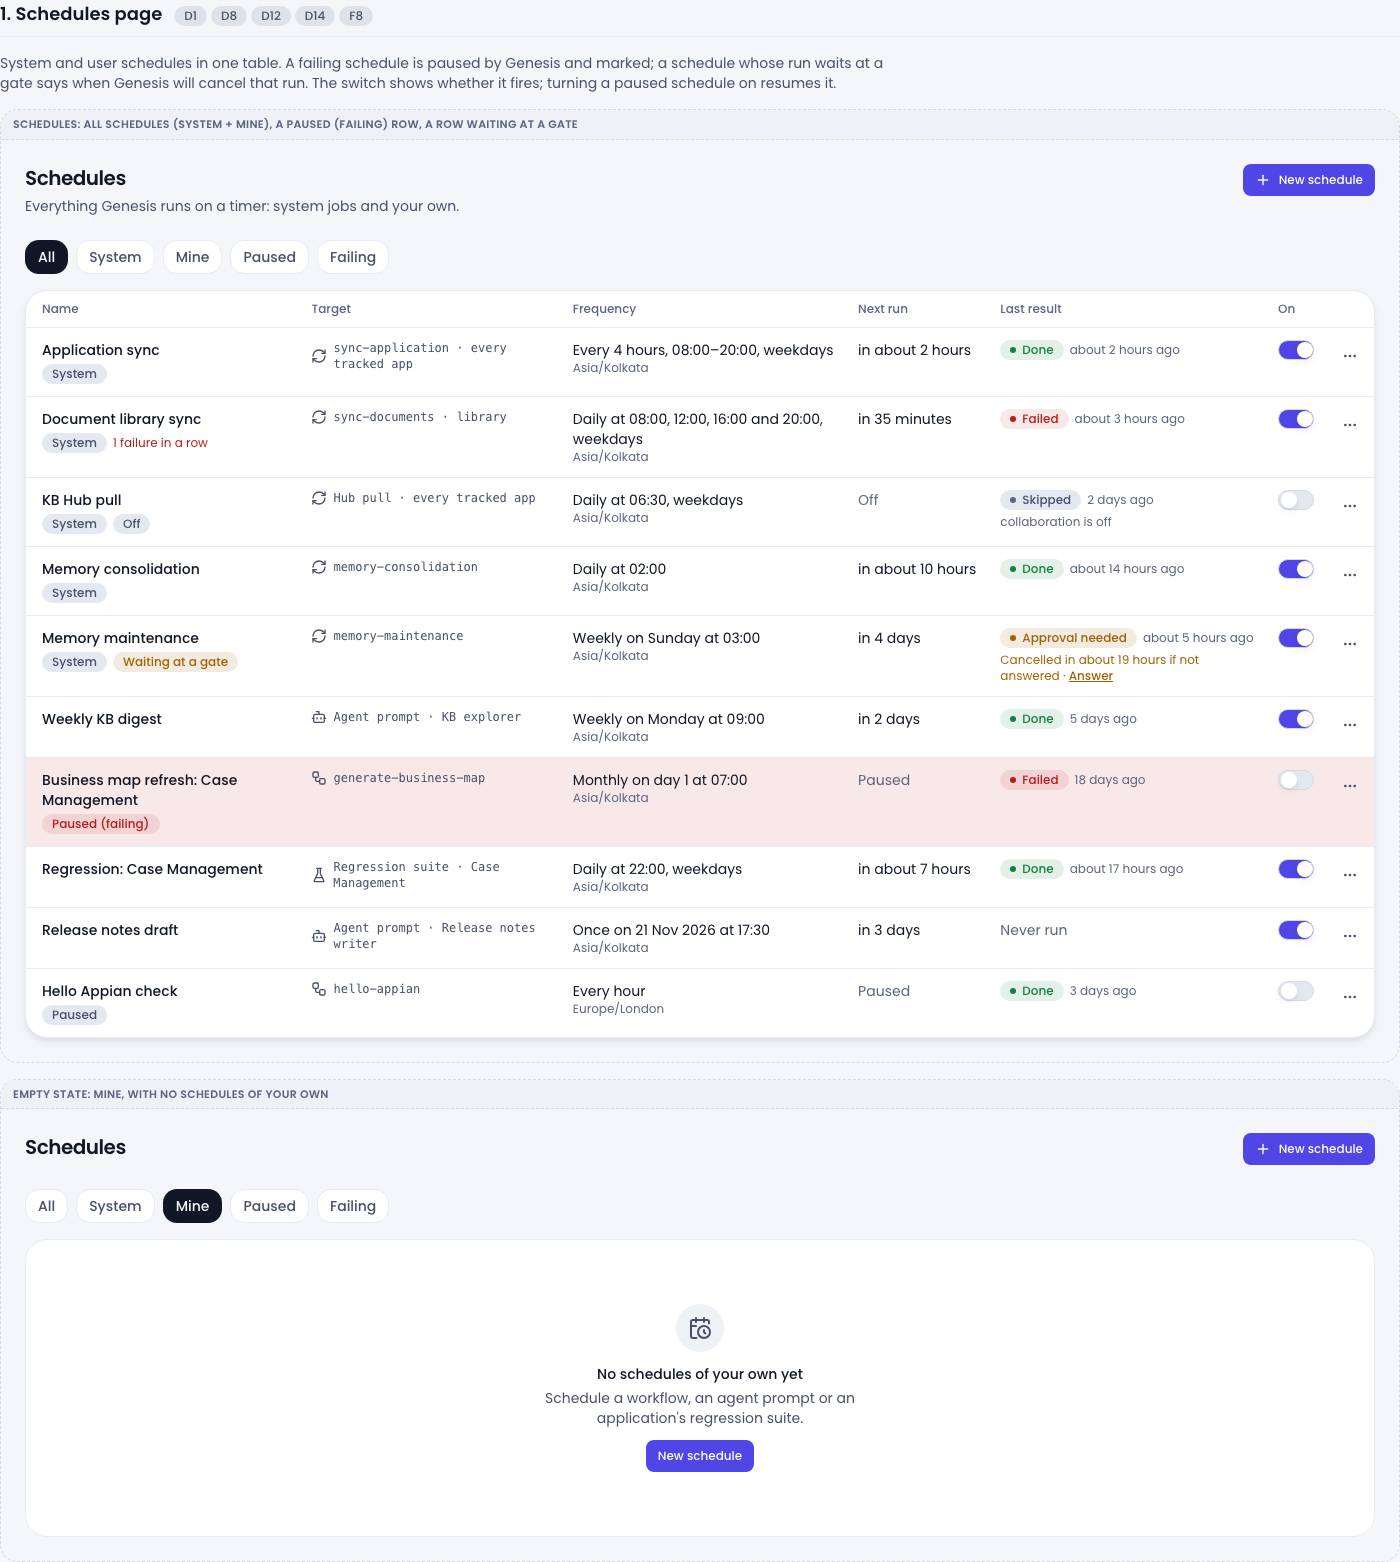 1. Schedules page D1 D8 D12 D14 F8
System and user schedules in one table. A failing schedule is paused by Genesis and marked; a schedule whose run waits at a
gate says when Genesis will cancel that run. The switch shows whether it fires; turning a paused schedule on resumes it.
SCHEDULES: ALL SCHEDULES (SYSTEM + MINE), A PAUSED (FAILING) ROW, A ROW WAITING AT A GATE
Schedules
New schedule
Everything Genesis runs on a timer: system jobs and your own.
All System Mine Paused Failing
Name Target Frequency Next run Last result On
Application sync
System
sync-application · every
tracked app
Every 4 hours, 08:00–20:00, weekdays
Asia/Kolkata
in about 2 hours
Done about 2 hours ago
Document library sync
System 1 failure in a row
sync-documents · library
Daily at 08:00, 12:00, 16:00 and 20:00,
weekdays
Asia/Kolkata
in 35 minutes
Failed about 3 hours ago
KB Hub pull
System Off
Hub pull · every tracked app
Daily at 06:30, weekdays
Asia/Kolkata
Off
Skipped 2 days ago
collaboration is off
Memory consolidation
System
memory-consolidation
Daily at 02:00
Asia/Kolkata
in about 10 hours
Done about 14 hours ago
Memory maintenance
System Waiting at a gate
memory-maintenance
Weekly on Sunday at 03:00
Asia/Kolkata
in 4 days
Approval needed about 5 hours ago
Cancelled in about 19 hours if not
answered · Answer
Weekly KB digest
Agent prompt · KB explorer
Weekly on Monday at 09:00
Asia/Kolkata
in 2 days
Done 5 days ago
Business map refresh: Case
Management
Paused (failing)
generate-business-map
Monthly on day 1 at 07:00
Asia/Kolkata
Paused
Failed 18 days ago
Regression: Case Management
Regression suite · Case
Management
Daily at 22:00, weekdays
Asia/Kolkata
in about 7 hours
Done about 17 hours ago
Release notes draft
Agent prompt · Release notes
writer
Once on 21 Nov 2026 at 17:30
Asia/Kolkata
in 3 days
Never run
Hello Appian check
Paused
hello-appian
Every hour
Europe/London
Paused
Done 3 days ago
EMPTY STATE: MINE, WITH NO SCHEDULES OF YOUR OWN
Schedules
New schedule
All System Mine Paused Failing
No schedules of your own yet
Schedule a workflow, an agent prompt or an
application's regression suite.
New schedule